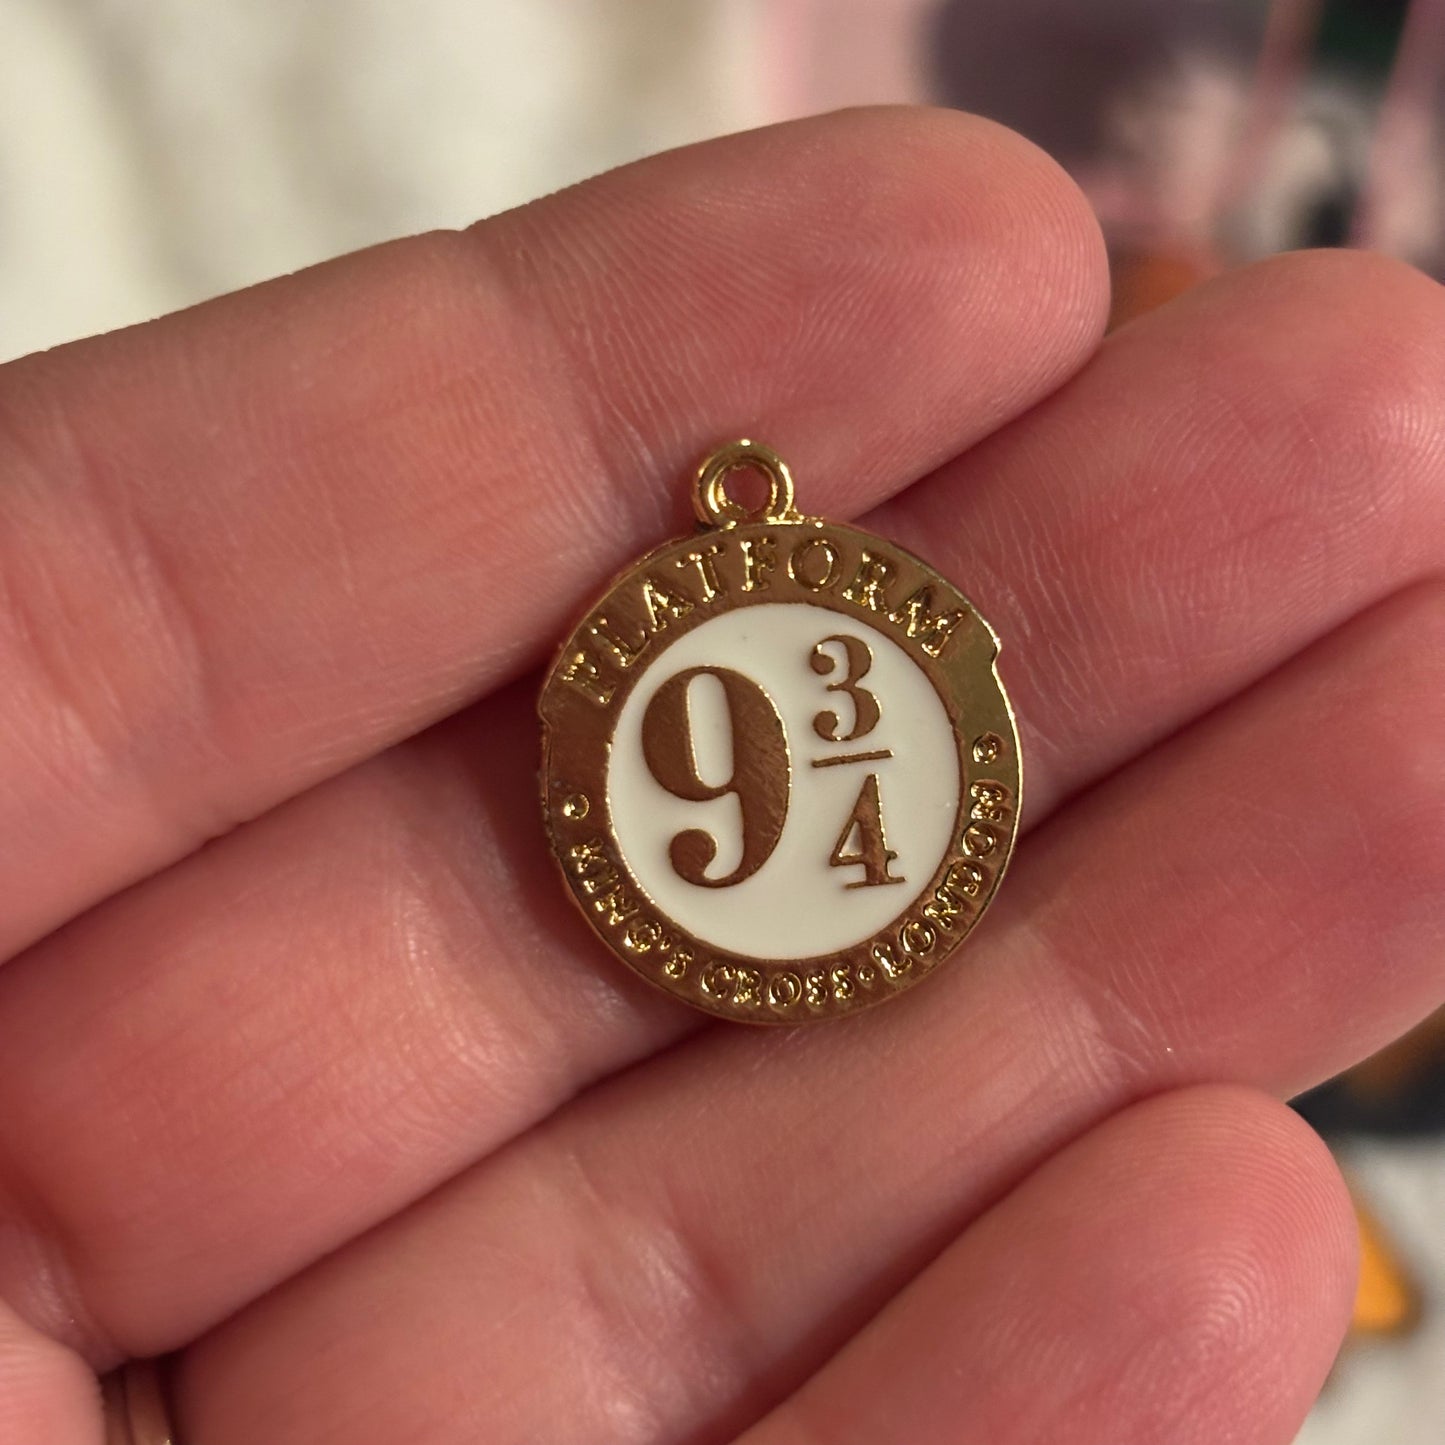 PLATFORM
9 3/4
KING'S CROSS · LONDON